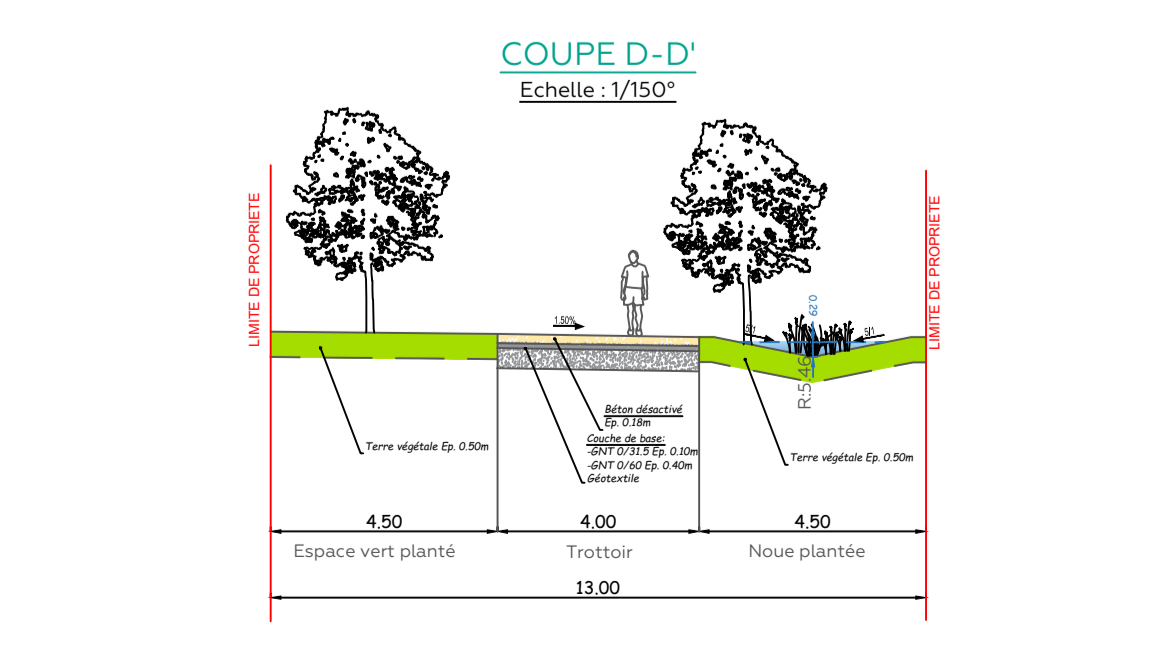 COUPE D-D'
Echelle : 1/150°
LIMITE DE PROPRIETE
LIMITE DE PROPRIETE
1.50%
5/1
0.29
5/1
R:5.46
Béton désactivé
Ep. 0.18m
Couche de base:
-GNT 0/31.5 Ep. 0.10m
-GNT 0/60 Ep. 0.40m
Géotextile
Terre végétale Ep. 0.50m
Terre végétale Ep. 0.50m
4.50
4.00
4.50
Espace vert planté
Trottoir
Noue plantée
13.00